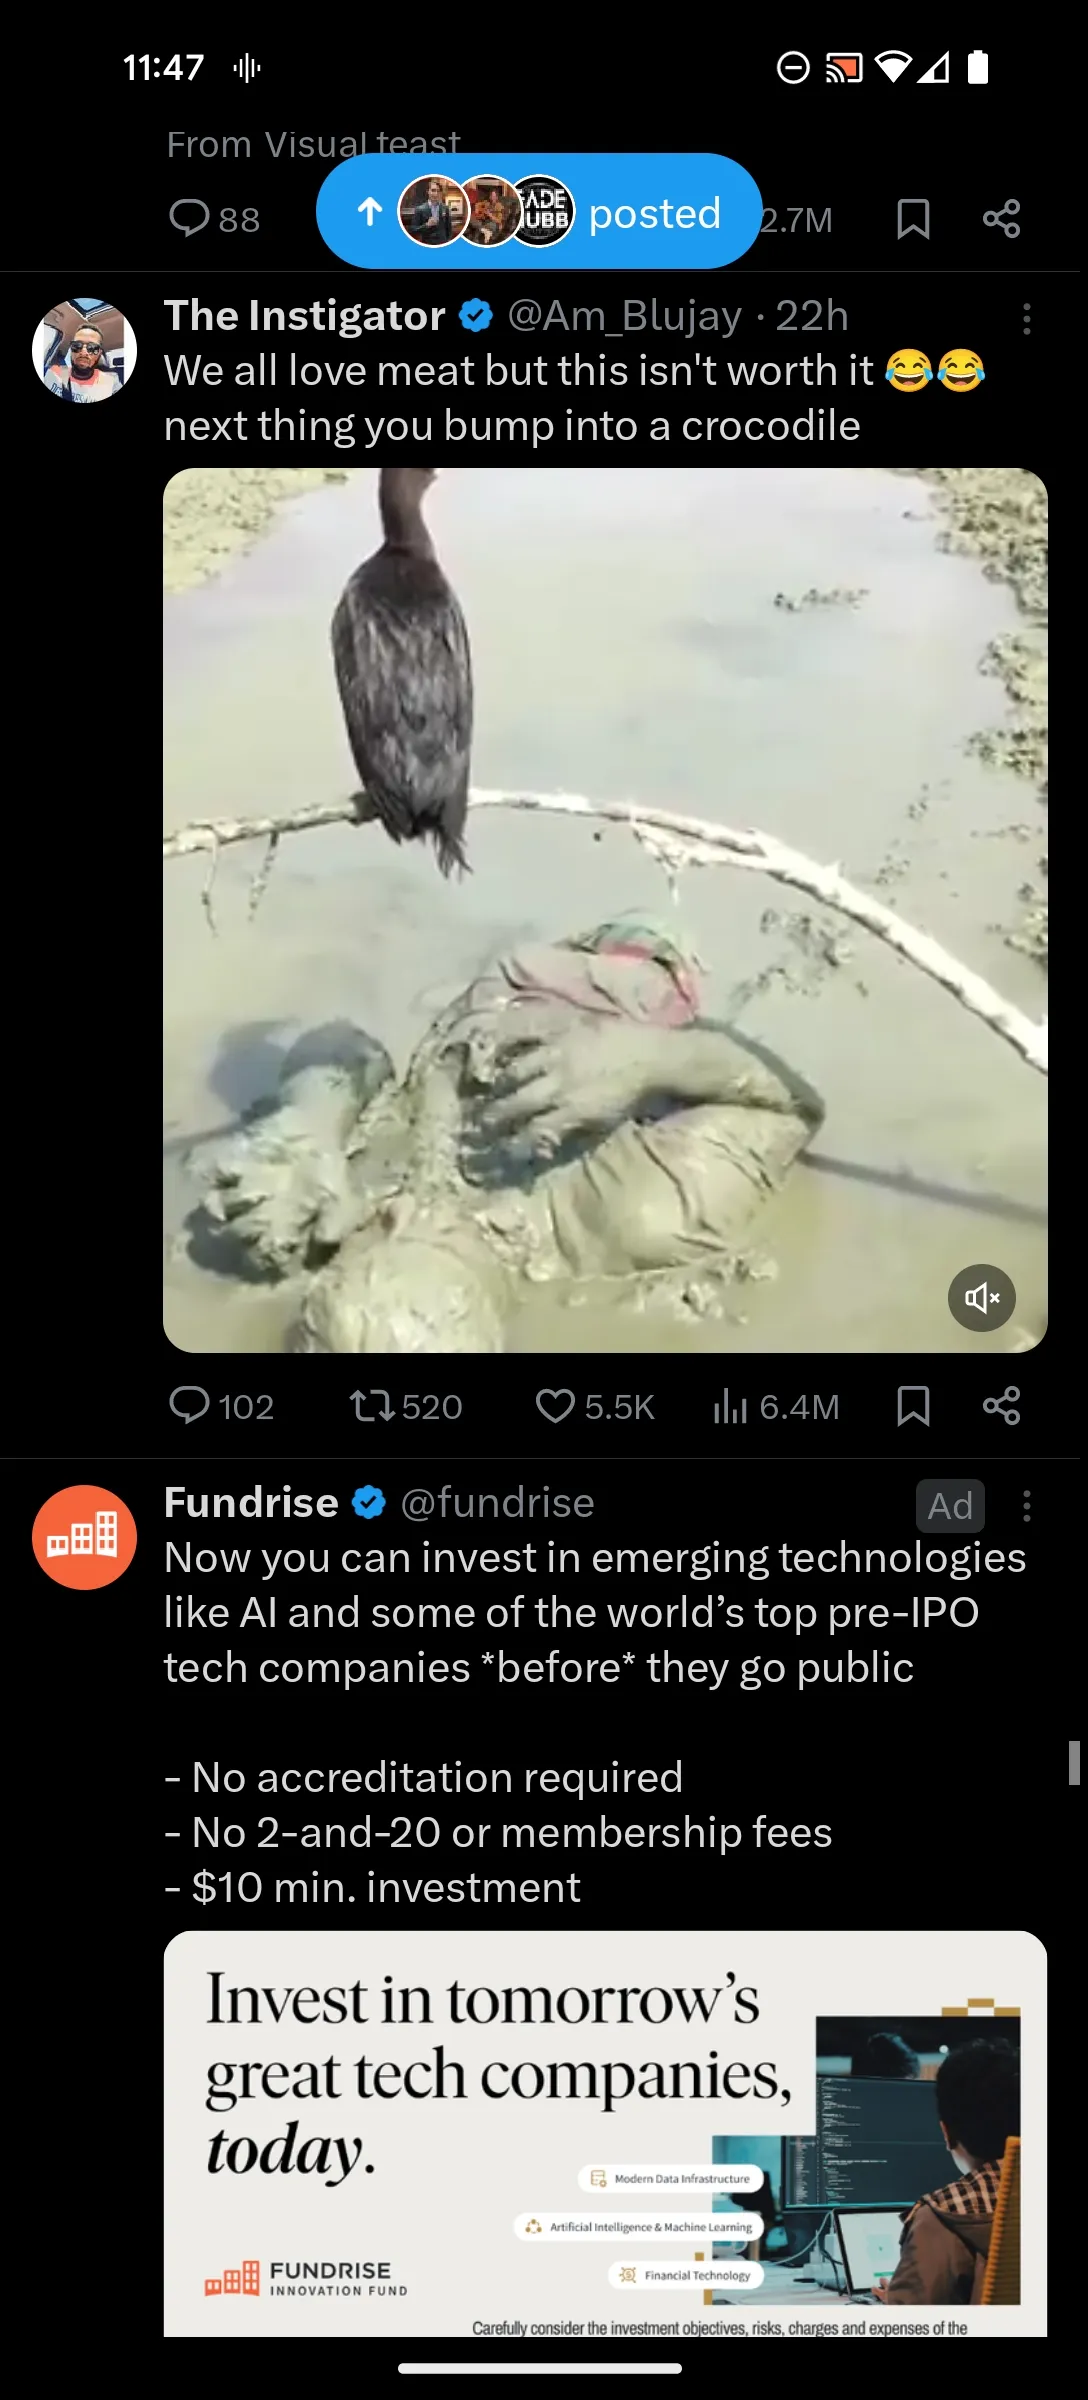 11:47
From Visual teast
88
posted
2.7M
The Instigator @Am_Blujay · 22h
We all love meat but this isn't worth it 😂😂
next thing you bump into a crocodile
102 520 5.5K 6.4M
Fundrise @fundrise
Ad
Now you can invest in emerging technologies
like AI and some of the world’s top pre-IPO
tech companies *before* they go public
- No accreditation required
- No 2-and-20 or membership fees
- $10 min. investment
Invest in tomorrow’s
great tech companies,
today.
Modern Data Infrastructure
Artificial Intelligence & Machine Learning
Financial Technology
FUNDRISE
INNOVATION FUND
Carefully consider the investment objectives, risks, charges and expenses of the